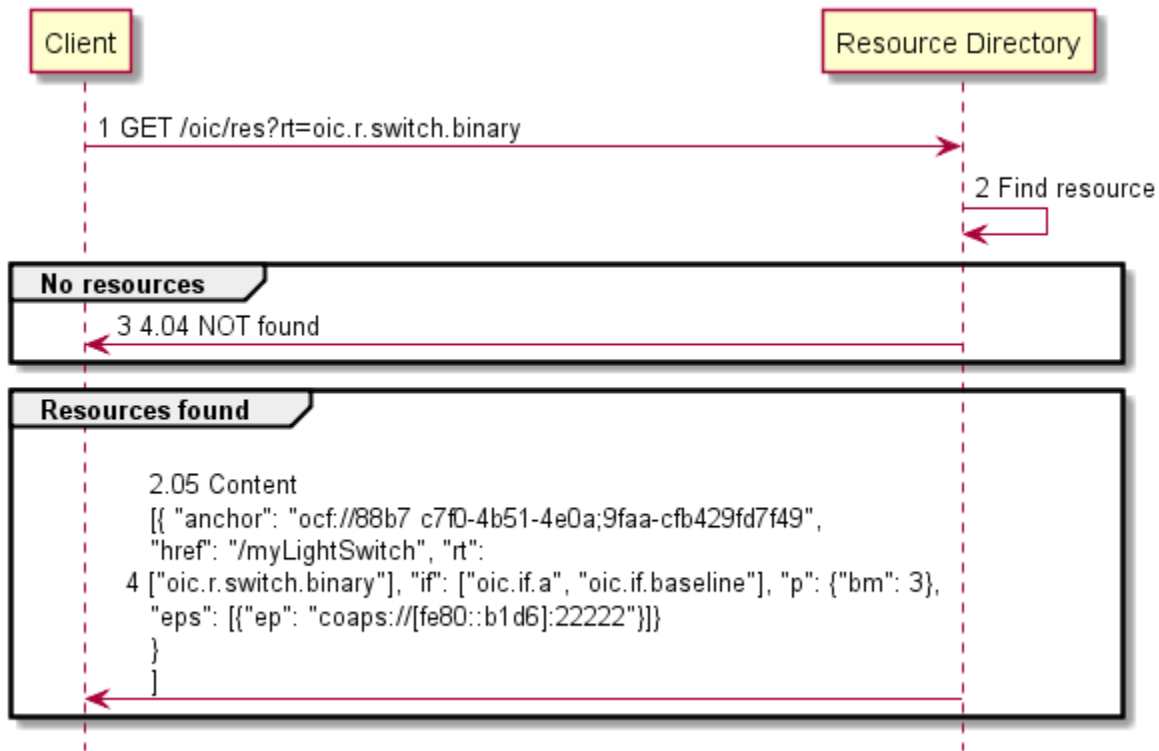 Client
Resource Directory
1 GET /oic/res?rt=oic.r.switch.binary
2 Find resource
No resources
3 4.04 NOT found
Resources found
2.05 Content
[{ "anchor": "ocf://88b7 c7f0-4b51-4e0a;9faa-cfb429fd7f49",
"href": "/myLightSwitch", "rt":
4 ["oic.r.switch.binary"], "if": ["oic.if.a", "oic.if.baseline"], "p": {"bm": 3},
"eps": [{"ep": "coaps://[fe80::b1d6]:22222"}]}
}
]